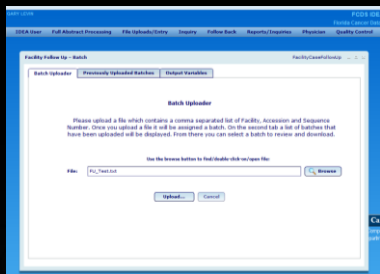 GARY LEVIN
FCDS IDEA
Florida Cancer Data
IDEA User Full Abstract Processing File Uploads/Entry Inquiry Follow Back Reports/Inquiries Physician Quality Control
Facility Follow Up - Batch
FacilityCaseFollowUp
Batch Uploader Previously Uploaded Batches Output Variables
Batch Uploader
Please upload a file which contains a comma separated list of Facility, Accession and Sequence
Number. Once you upload a file it will be assigned a batch. On the second tab a list of batches that
have been uploaded will be displayed. From there you can select a batch to review and download.
Use the browse button to find/double click on/open file:
File: FU_Test.txt Browse
Upload... Cancel
Ca